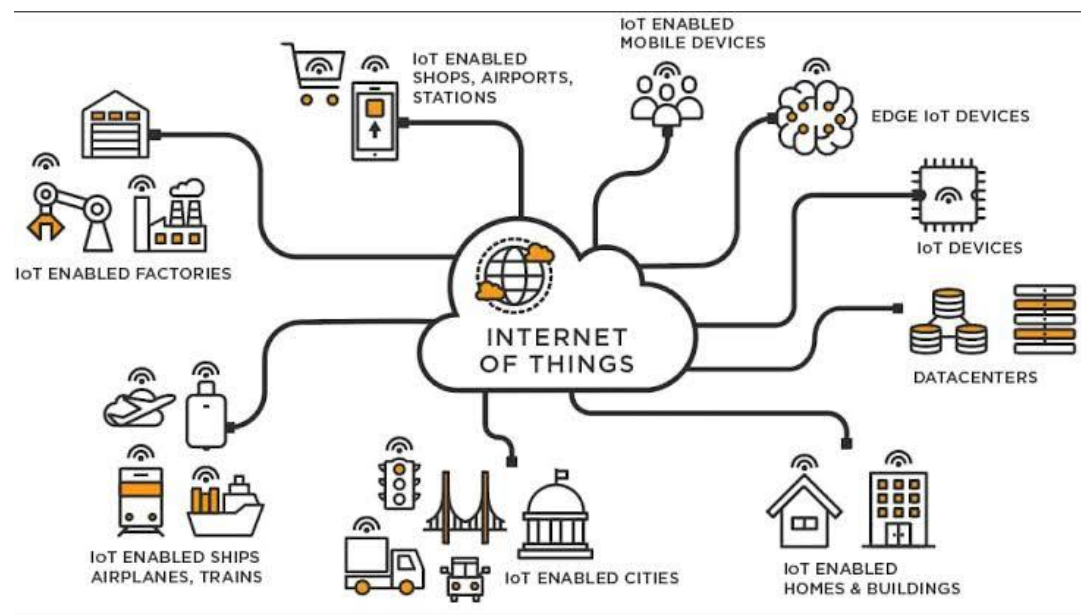 IoT ENABLED
SHOPS, AIRPORTS,
STATIONS
IoT ENABLED
MOBILE DEVICES
EDGE IoT DEVICES
IoT DEVICES
IoT ENABLED FACTORIES
INTERNET
OF THINGS
DATACENTERS
IoT ENABLED SHIPS
AIRPLANES, TRAINS
IoT ENABLED CITIES
IoT ENABLED
HOMES & BUILDINGS